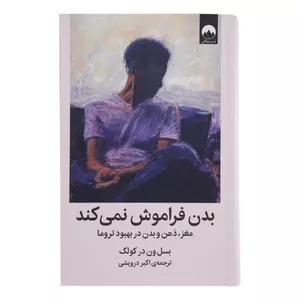 بدن فراموش نمی‌کند
مغز، ذهن و بدن در بهبود تروما
بسل ون در کولک
ترجمه‌ی اکبر درویشی